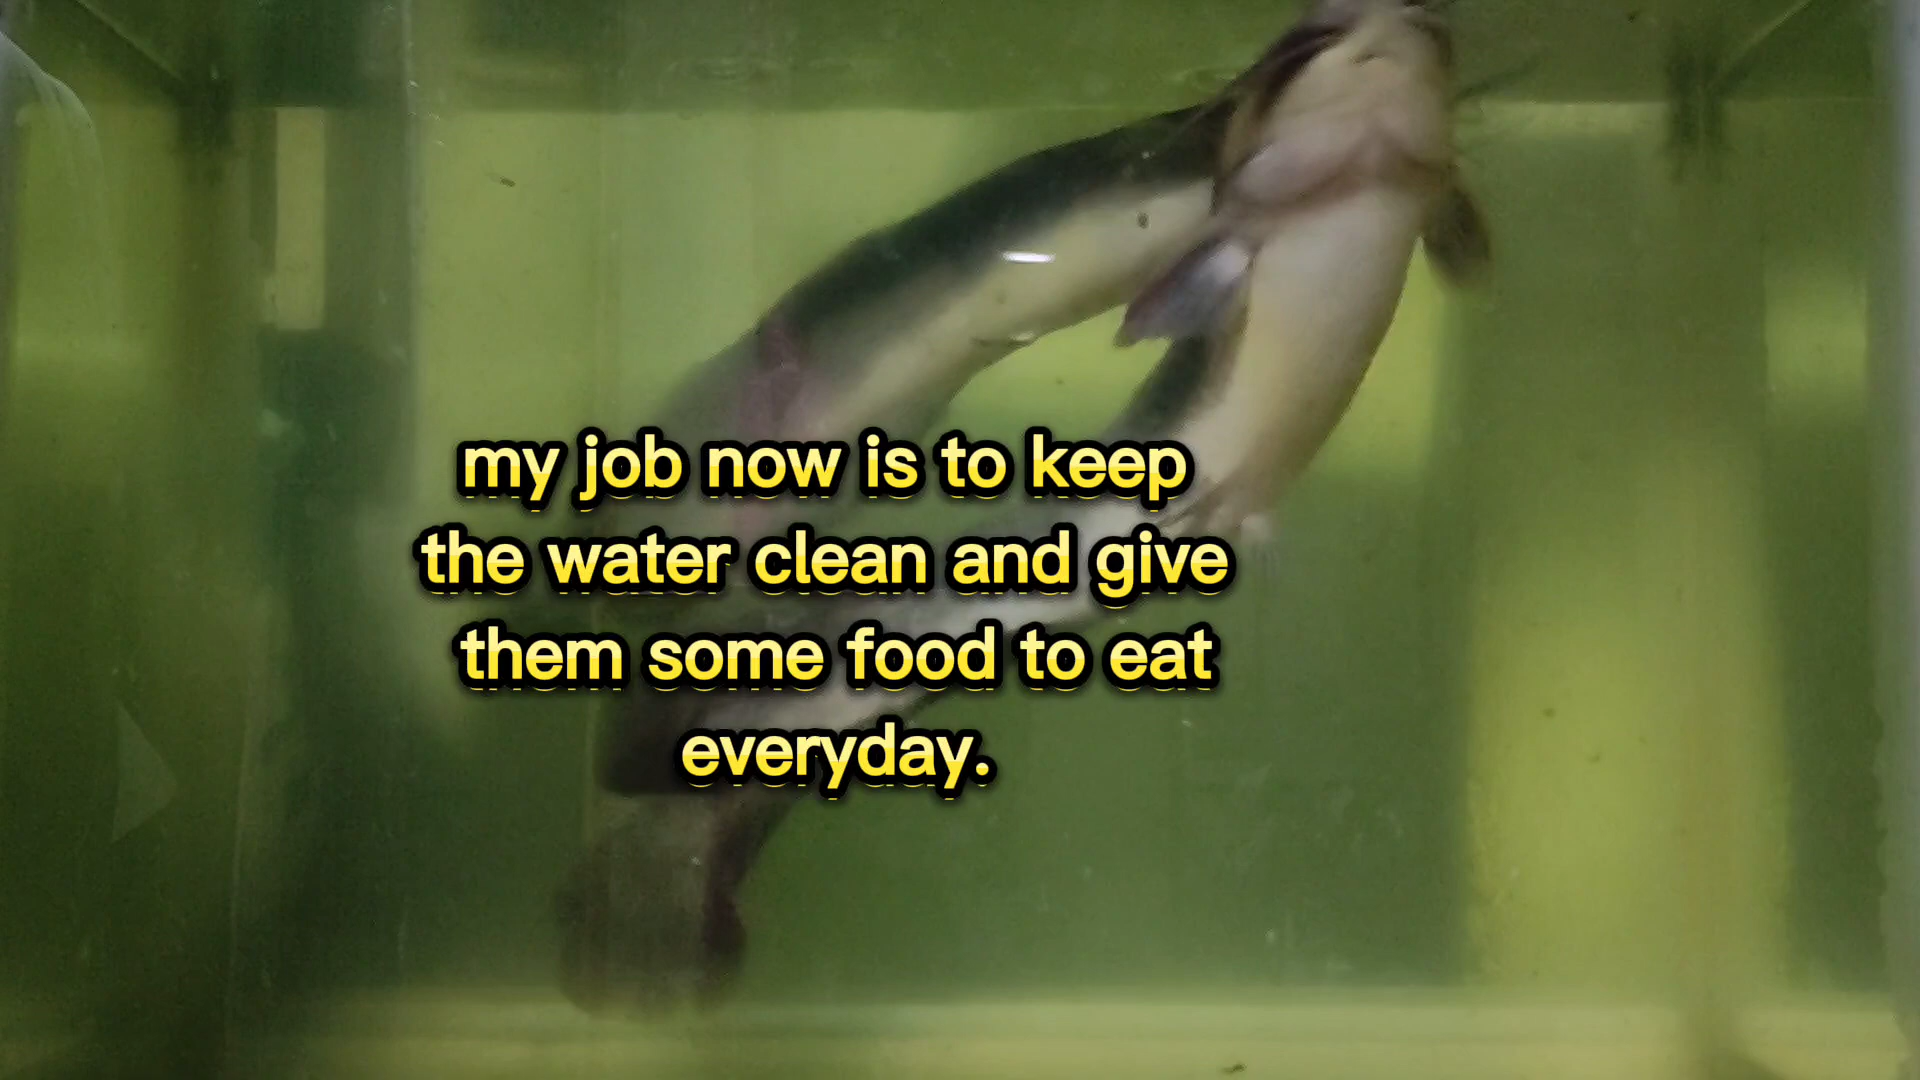 my job now is to keep
the water clean and give
them some food to eat
everyday.